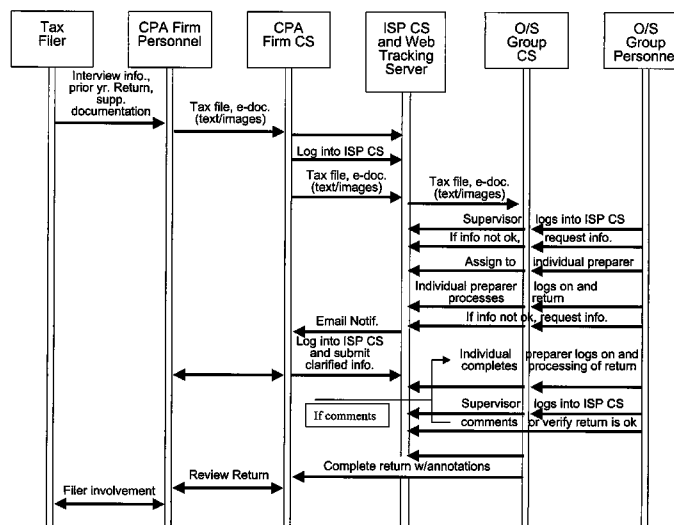 Tax
Filer
CPA Firm
Personnel
CPA
Firm CS
ISP CS
and Web
Tracking
Server
O/S
Group
CS
O/S
Group
Personnel
Interview info.,
prior yr. Return,
supp.
documentation
Tax file, e-doc.
(text/images)
Log into ISP CS
Tax file, e-doc.
(text/images)
Tax file, e-doc.
(text/images)
Supervisor logs into ISP CS
If info not ok, request info.
Assign to individual preparer
Individual preparer logs on and
processes return
If info not ok, request info.
Email Notif.
Log into ISP CS
and submit
clarified info.
Individual preparer logs on and
completes processing of return
If comments
Supervisor logs into ISP CS
comments or verify return is ok
Complete return w/annotations
Review Return
Filer involvement